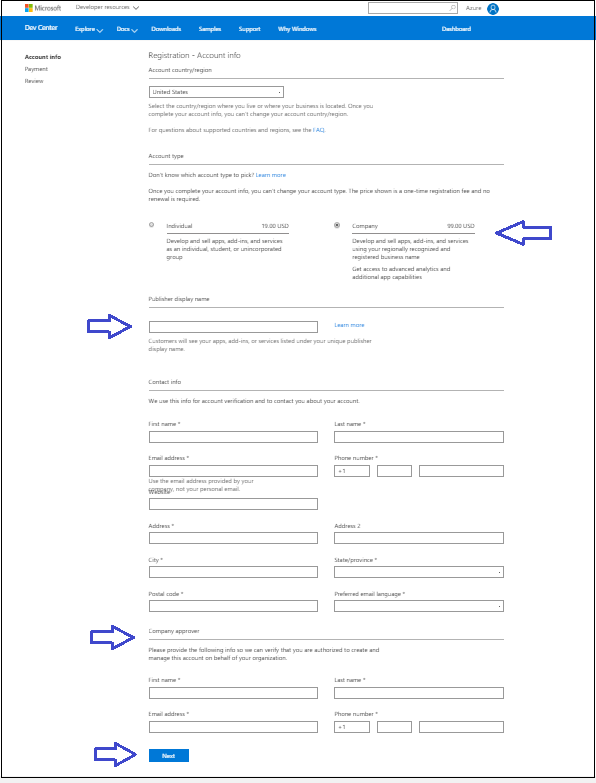 Microsoft Developer resources Azure
Dev Center Explore Docs Downloads Samples Support Why Windows Dashboard
Account info
Payment
Review
Registration - Account info
Account country/region
United States
Select the country/region where you live or where your business is located. Once you
complete your account info, you can't change your account country/region.
For questions about supported countries and regions, see the FAQ.
Account type
Don't know which account type to pick? Learn more
Once you complete your account info, you can't change your account type. The price shown is a one-time registration fee and no
renewal is required.
Individual 19.00 USD
Develop and sell apps, add-ins, and services
as an individual, student, or unincorporated
group
Company 99.00 USD
Develop and sell apps, add-ins, and services
using your regionally recognized and
registered business name
Get access to advanced analytics and
additional app capabilities
Publisher display name
Learn more
Customers will see your apps, add-ins, or services listed under your unique publisher
display name.
Contact info
We use this info for account verification and to contact you about your account.
First name * Last name *
Email address * Phone number *
+1
Use the email address provided by your
company, not your personal email.
Website
Address * Address 2
City * State/province *
Postal code * Preferred email language *
Company approver
Please provide the following info so we can verify that you are authorized to create and
manage this account on behalf of your organization.
First name * Last name *
Email address * Phone number *
+1
Next